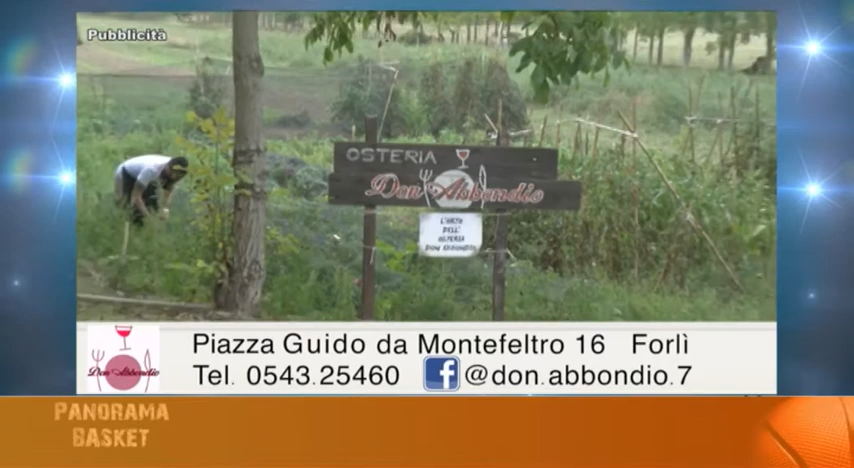 Pubblicità
OSTERIA
Don Abbondio
L'ORTO
DELL'
OSTERIA
DON ABBONDIO
Don Abbondio
Piazza Guido da Montefeltro 16 Forlì
Tel. 0543.25460 f @don.abbondio.7
PANORAMA
BASKET